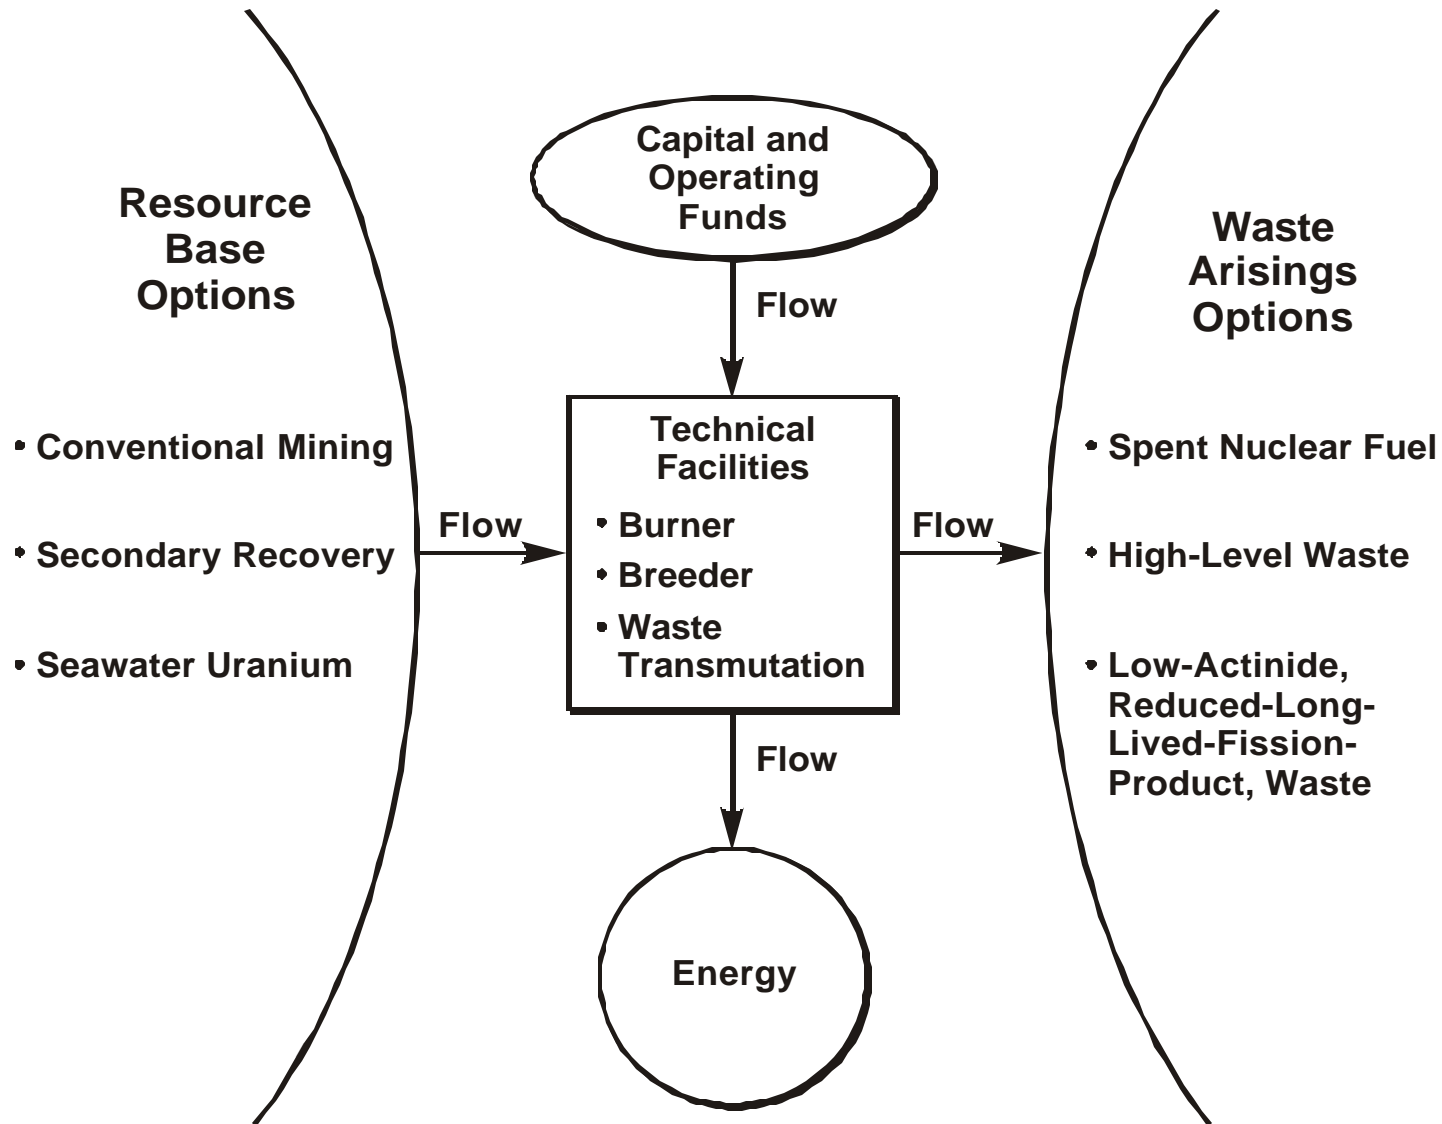 Resource
Base
Options
• Conventional Mining
• Secondary Recovery
• Seawater Uranium
Flow
Capital and
Operating
Funds
Flow
Technical
Facilities
• Burner
• Breeder
• Waste
Transmutation
Flow
Energy
Flow
Waste
Arisings
Options
• Spent Nuclear Fuel
• High-Level Waste
• Low-Actinide,
Reduced-Long-
Lived-Fission-
Product, Waste